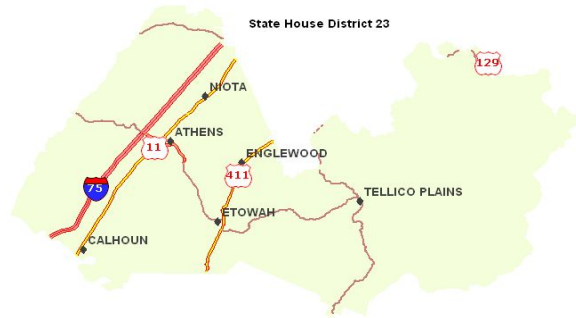 State House District 23
129
NIOTA
ATHENS
11
ENGLEWOOD
411
75
TELLICO PLAINS
ETOWAH
CALHOUN